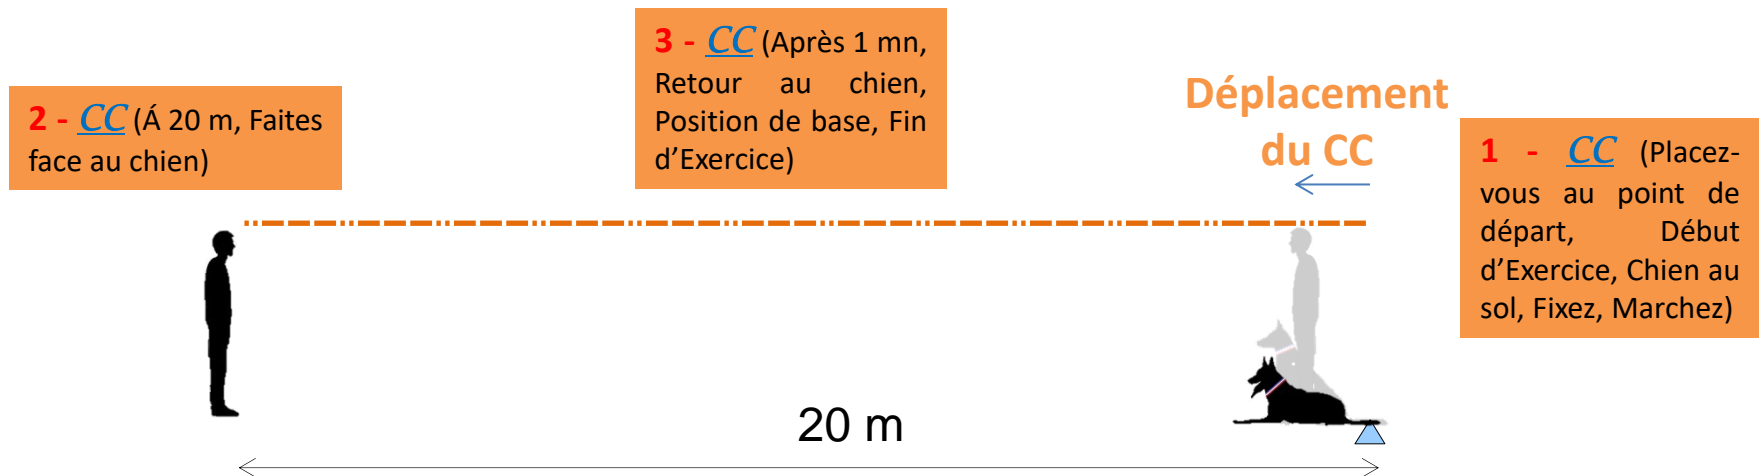 3 - CC (Après 1 mn,
Retour au chien,
Position de base, Fin
d'Exercice)
2 - CC (Á 20 m, Faites
face au chien)
Déplacement
du CC
1 - CC (Placez-
vous au point de
départ, Début
d'Exercice, Chien au
sol, Fixez, Marchez)
20 m